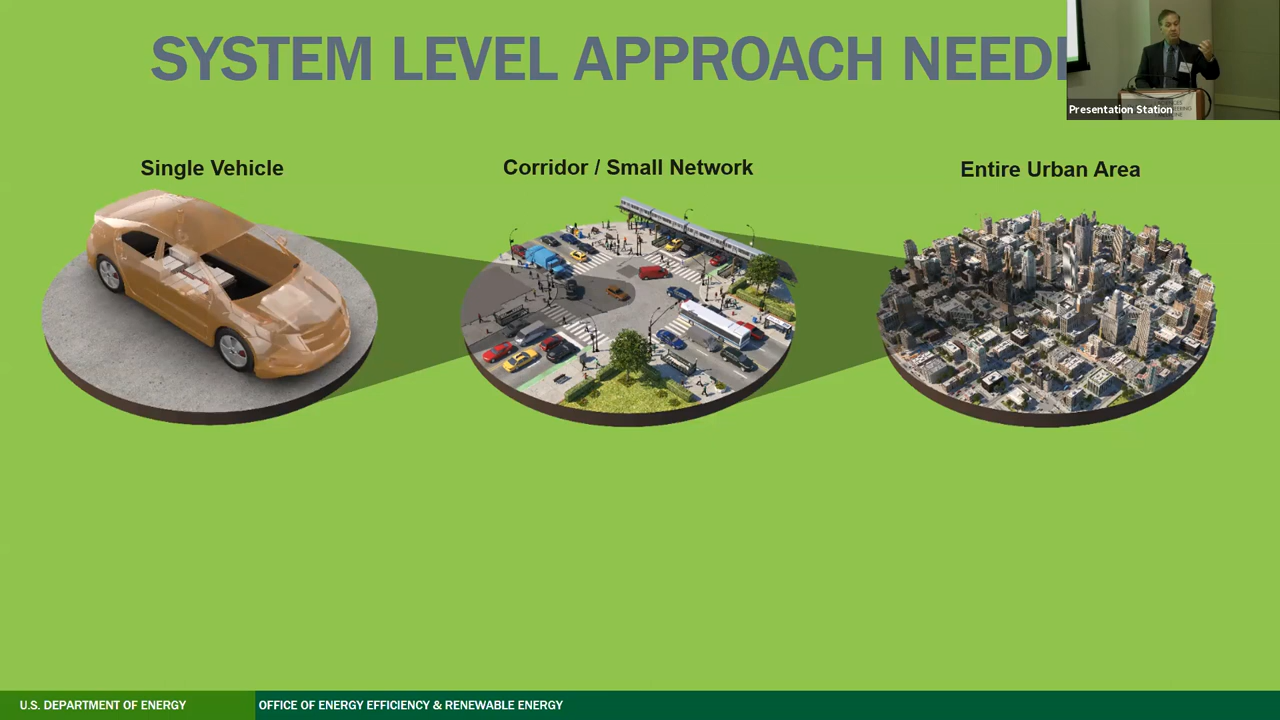 SYSTEM LEVEL APPROACH NEED
Presentation Station
Single Vehicle
Corridor / Small Network
Entire Urban Area
U.S. DEPARTMENT OF ENERGY
OFFICE OF ENERGY EFFICIENCY & RENEWABLE ENERGY